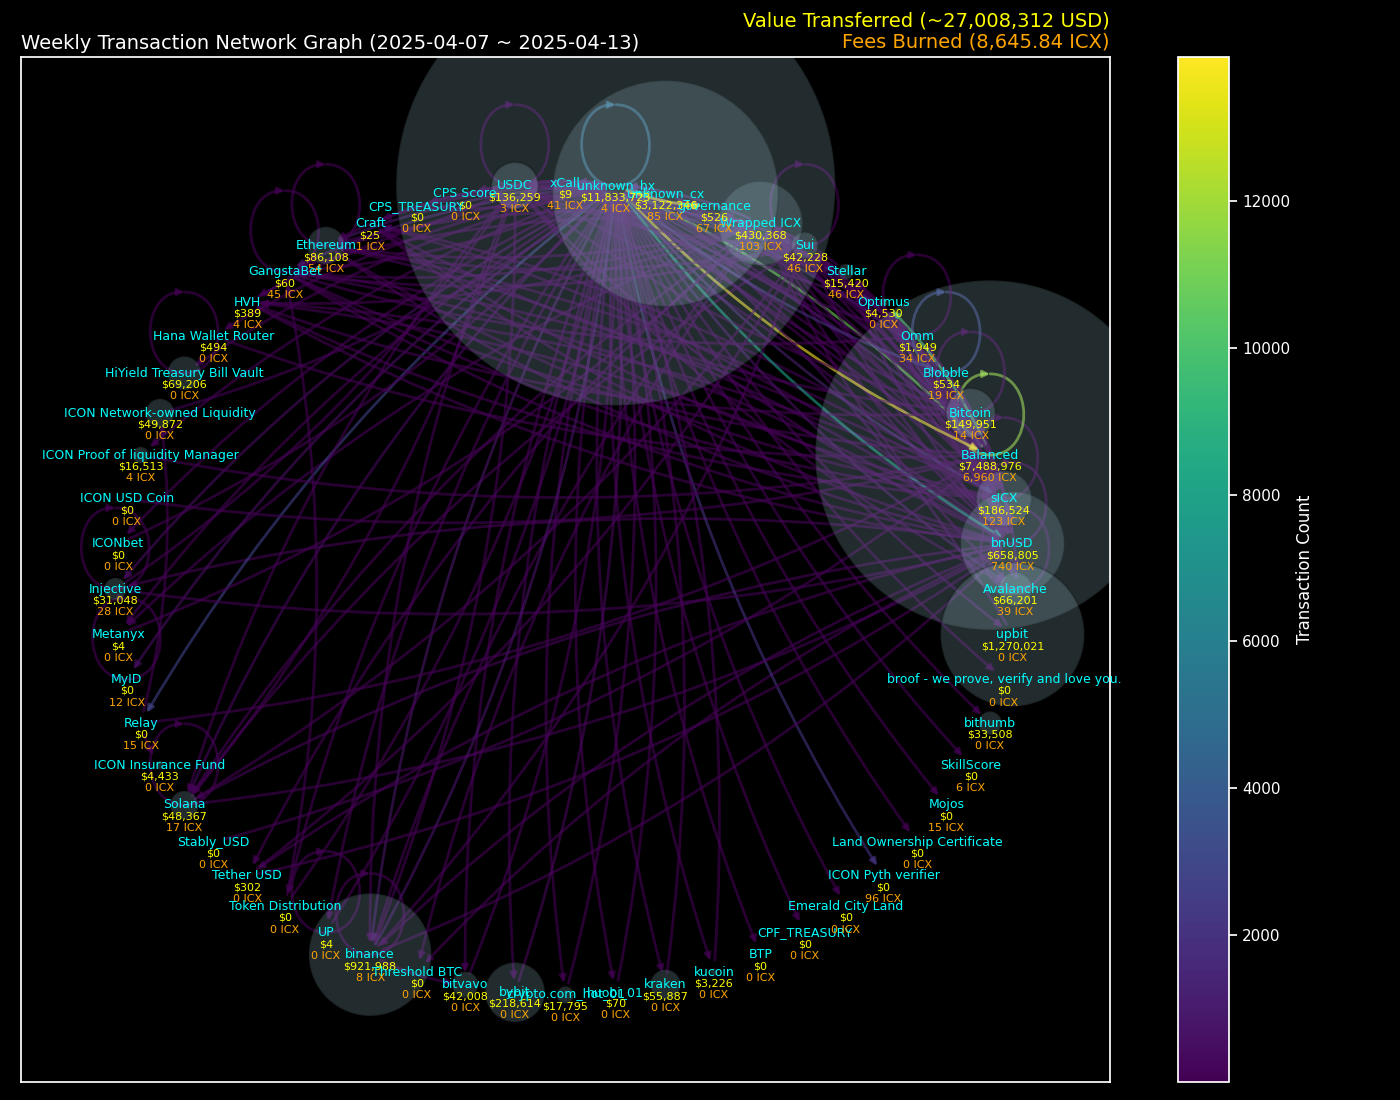 Value Transferred (~27,008,312 USD)
Weekly Transaction Network Graph (2025-04-07 ~ 2025-04-13)
Fees Burned (8,645.84 ICX)
USDC
$136,259
3 ICX
xCall
$9
41 ICX
unknown_hx
4 ICX
85 ICX
$526
67 ICX
Wrapped ICX
$430,368
103 ICX
Sui
$42,228
46 ICX
Stellar
$15,420
46 ICX
Optimus
$4,530
0 ICX
Omm
$1,949
34 ICX
Blobble
$534
19 ICX
Bitcoin
$149,951
14 ICX
Balanced
$7,488,976
6,960 ICX
sICX
$186,524
123 ICX
bnUSD
$658,805
740 ICX
Avalanche
$66,201
39 ICX
upbit
$1,270,021
0 ICX
broof - we prove, verify and love you.
$0
0 ICX
bithumb
$33,508
0 ICX
SkillScore
$0
6 ICX
Mojos
$0
15 ICX
Land Ownership Certificate
$0
0 ICX
ICON Pyth verifier
$0
96 ICX
Emerald City Land
$0
0 ICX
CPF_TREASURY
$0
0 ICX
BTP
$0
0 ICX
kucoin
$3,226
0 ICX
kraken
$55,887
0 ICX
huobi_01
$70
0 ICX
crypto.com_hot_01
$17,795
0 ICX
bybit
$218,614
0 ICX
bitvavo
$42,008
0 ICX
Threshold BTC
$0
0 ICX
binance
$921,988
8 ICX
UP
$4
0 ICX
Token Distribution
$0
0 ICX
Tether USD
$302
0 ICX
Stably_USD
$0
0 ICX
Solana
$48,367
17 ICX
ICON Insurance Fund
$4,433
0 ICX
Relay
$0
15 ICX
MyID
$0
12 ICX
Metanyx
$4
0 ICX
Injective
$31,048
28 ICX
ICONbet
$0
0 ICX
ICON USD Coin
$0
0 ICX
ICON Proof of liquidity Manager
$16,513
4 ICX
ICON Network-owned Liquidity
$49,872
0 ICX
HiYield Treasury Bill Vault
$69,206
0 ICX
Hana Wallet Router
$494
0 ICX
HVH
$389
4 ICX
GangstaBet
$60
45 ICX
Ethereum
$86,108
54 ICX
Craft
$25
1 ICX
CPS_TREASURY
$0
0 ICX
CPS Score
$0
0 ICX
12000
10000
8000
6000
4000
2000
Transaction Count